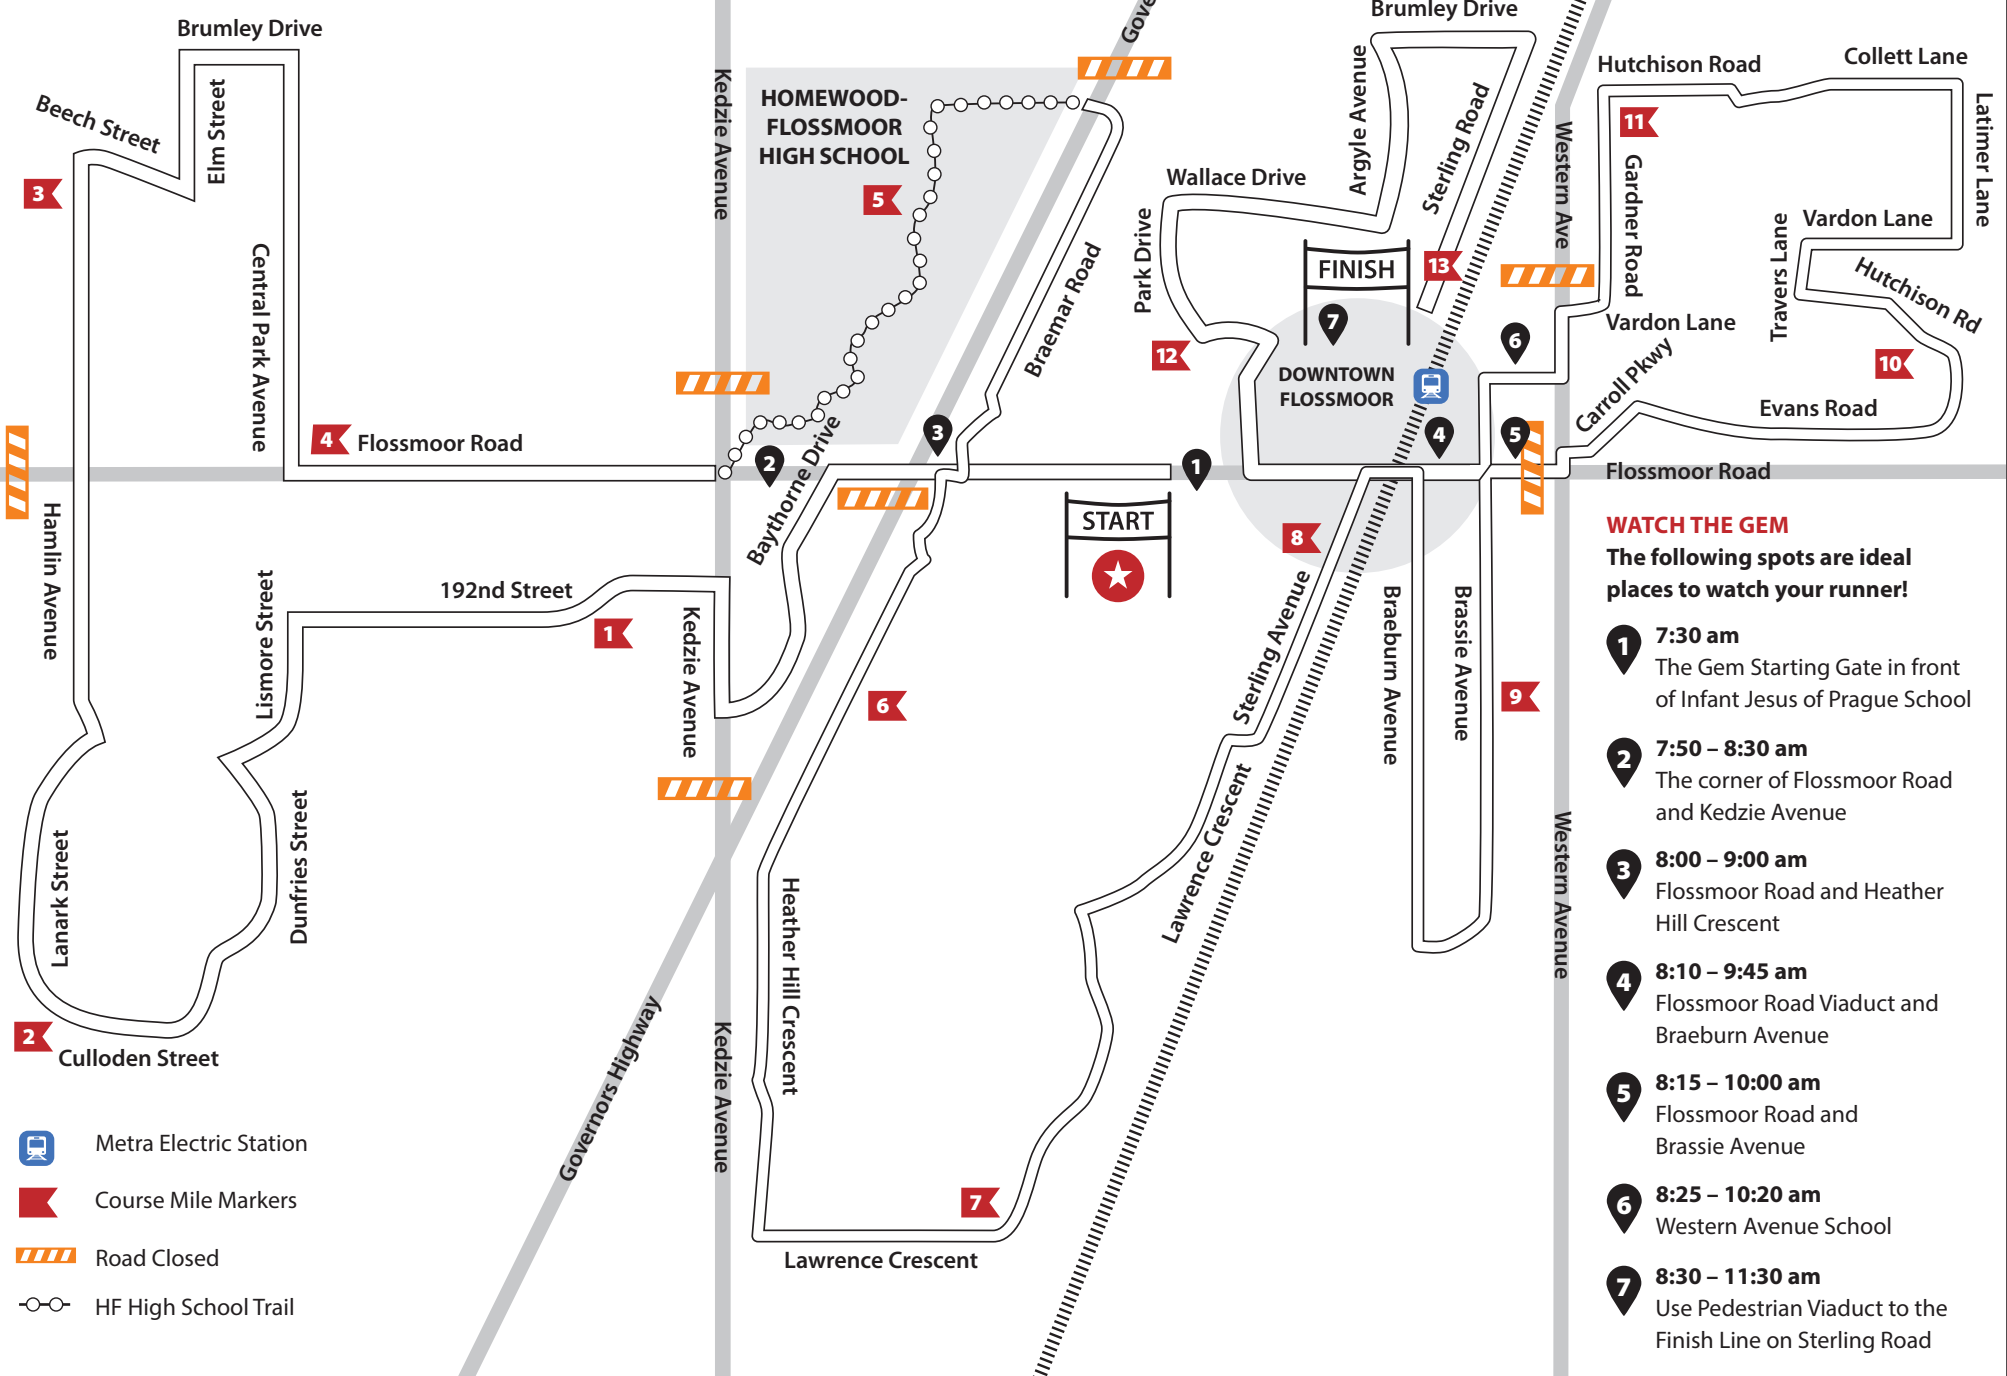 Brumley Drive
Beech Street
Elm Street
3
Central Park Avenue
4
Flossmoor Road
Hamlin Avenue
Lismore Street
192nd Street
1
Kedzie Avenue
Lanark Street
Dunfries Street
2
Culloden Street
Kedzie Avenue
HOMEWOOD-
FLOSSMOOR
HIGH SCHOOL
5
2
Baythorne Drive
3
Braemar Road
1
START
6
Heather Hill Crescent
Governors Highway
Kedzie Avenue
7
Lawrence Crescent
Lawrence Crescent
Sterling Avenue
8
Braeburn Avenue
Brassie Avenue
9
Brumley Drive
Argyle Avenue
Sterling Road
Wallace Drive
Park Drive
12
FINISH
13
7
DOWNTOWN
FLOSSMOOR
4
5
6
Western Ave
Western Avenue
Hutchison Road
Collett Lane
11
Gardner Road
Latimer Lane
Vardon Lane
Travers Lane
Hutchison Rd
Vardon Lane
Carroll Pkwy
10
Evans Road
Flossmoor Road
WATCH THE GEM
The following spots are ideal
places to watch your runner!
1
7:30 am
The Gem Starting Gate in front
of Infant Jesus of Prague School
2
7:50 – 8:30 am
The corner of Flossmoor Road
and Kedzie Avenue
3
8:00 – 9:00 am
Flossmoor Road and Heather
Hill Crescent
4
8:10 – 9:45 am
Flossmoor Road Viaduct and
Braeburn Avenue
5
8:15 – 10:00 am
Flossmoor Road and
Brassie Avenue
6
8:25 – 10:20 am
Western Avenue School
7
8:30 – 11:30 am
Use Pedestrian Viaduct to the
Finish Line on Sterling Road
Metra Electric Station
Course Mile Markers
Road Closed
HF High School Trail